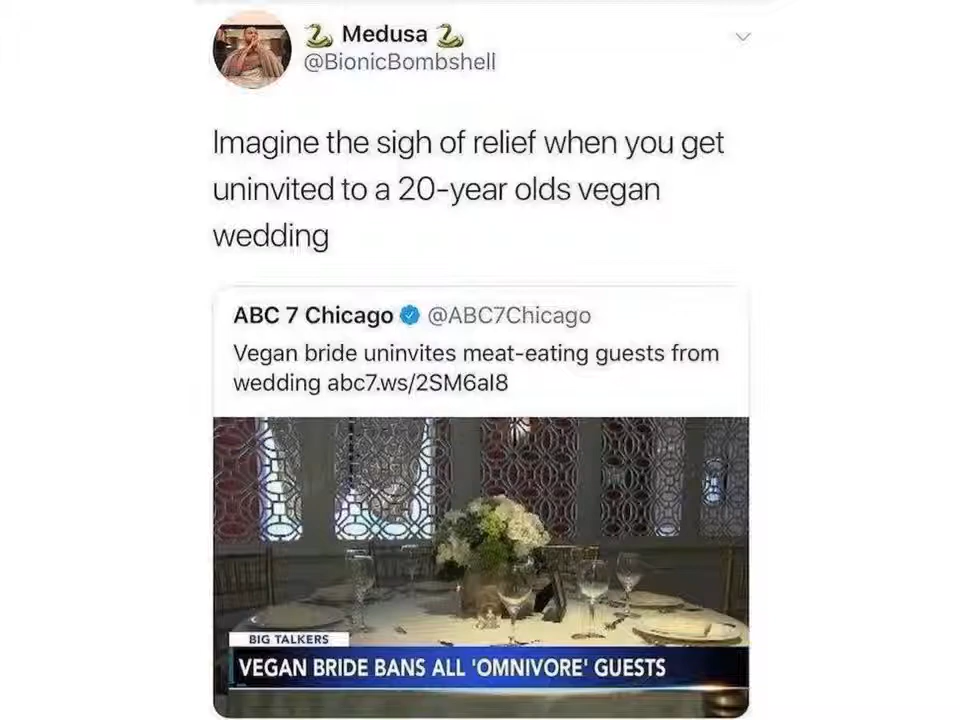 🐍 Medusa 🐍
@BionicBombshell
Imagine the sigh of relief when you get
uninvited to a 20-year olds vegan
wedding
ABC 7 Chicago @ABC7Chicago
Vegan bride uninvites meat-eating guests from
wedding abc7.ws/2SM6al8
BIG TALKERS
VEGAN BRIDE BANS ALL 'OMNIVORE' GUESTS